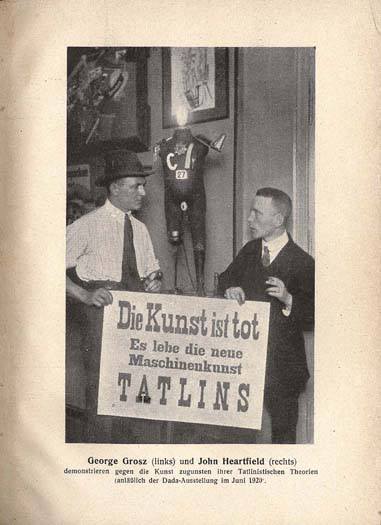 C
27
Die Kunst ist tot
Es lebe die neue
Maschinenkunst
TATLINS
George Grosz (links) und John Heartfield (rechts)
demonstrieren gegen die Kunst zugunsten ihrer Tatlinistischen Theorien
(anläßlich der Dada-Ausstellung im Juni 1920).